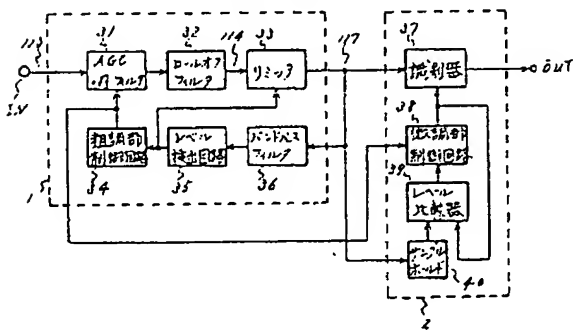 113
31
32
114
33
117
37
AGC
√fフィルタ
ロールオフ
フィルタ
リミッタ
識別器
OUT
IN
38
粗調部
制御回路
レベル
検出回路
バンドパス
フィルタ
微調部
制御回路
34
35
36
39
レベル
比較器
サンプル
ホールド
40
1
2